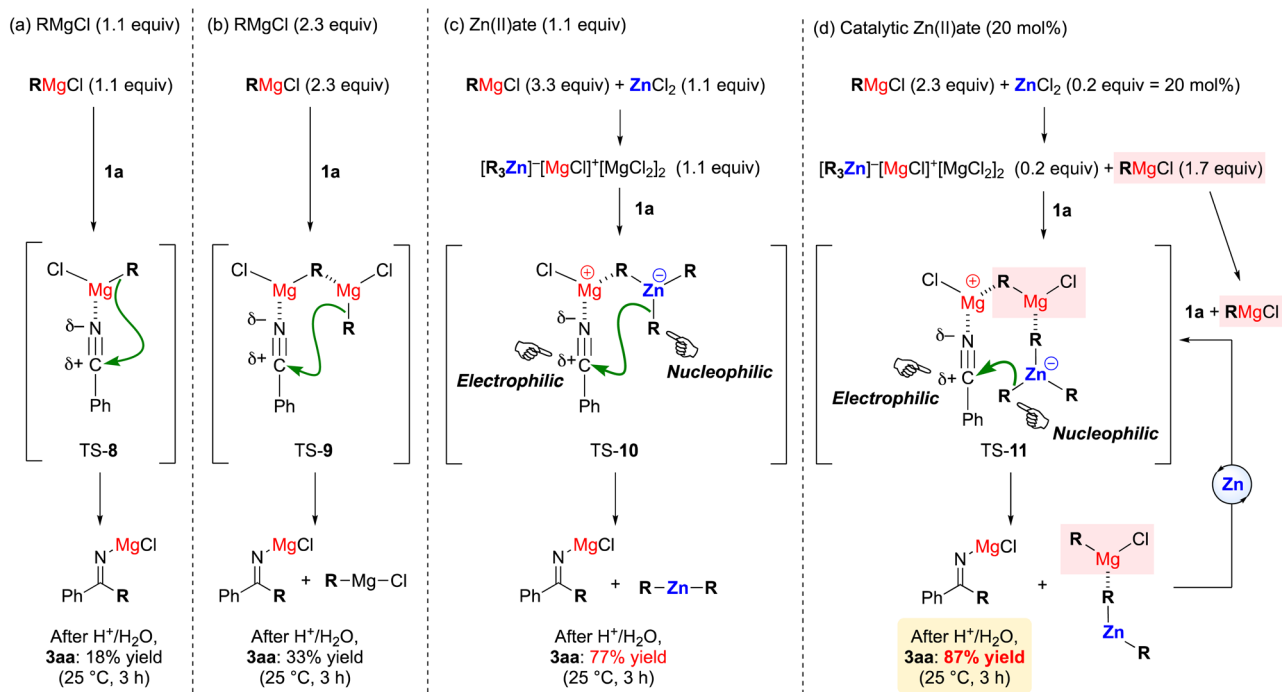 (a) RMgCl (1.1 equiv)
RMgCl (1.1 equiv)
1a
Cl
R
Mg
δ–
N
δ+
C
Ph
TS-8
MgCl
N
Ph
R
After H⁺/H₂O,
3aa: 18% yield
(25 °C, 3 h)
(b) RMgCl (2.3 equiv)
RMgCl (2.3 equiv)
1a
Cl
R
Cl
Mg
Mg
δ–
N
R
δ+
C
Ph
TS-9
MgCl
N
Ph
R
+ R–Mg–Cl
After H⁺/H₂O,
3aa: 33% yield
(25 °C, 3 h)
(c) Zn(II)ate (1.1 equiv)
RMgCl (3.3 equiv) + ZnCl₂ (1.1 equiv)
[R₃Zn]⁻[MgCl]⁺[MgCl₂]₂ (1.1 equiv)
1a
Cl
⊕
R
⊖
R
Mg
Zn
δ–
N
R
δ+
C
Electrophilic
Nucleophilic
Ph
TS-10
MgCl
N
Ph
R
+ R–Zn–R
After H⁺/H₂O,
3aa: 77% yield
(25 °C, 3 h)
(d) Catalytic Zn(II)ate (20 mol%)
RMgCl (2.3 equiv) + ZnCl₂ (0.2 equiv = 20 mol%)
[R₃Zn]⁻[MgCl]⁺[MgCl₂]₂ (0.2 equiv) + RMgCl (1.7 equiv)
1a
Cl
⊕
R
Cl
Mg
Mg
δ–
N
R
δ+
C
Zn
⊖
R
R
Electrophilic
Ph
Nucleophilic
TS-11
1a + RMgCl
Zn
MgCl
N
Ph
R
+
R
Cl
Mg
R
Zn
R
After H⁺/H₂O,
3aa: 87% yield
(25 °C, 3 h)